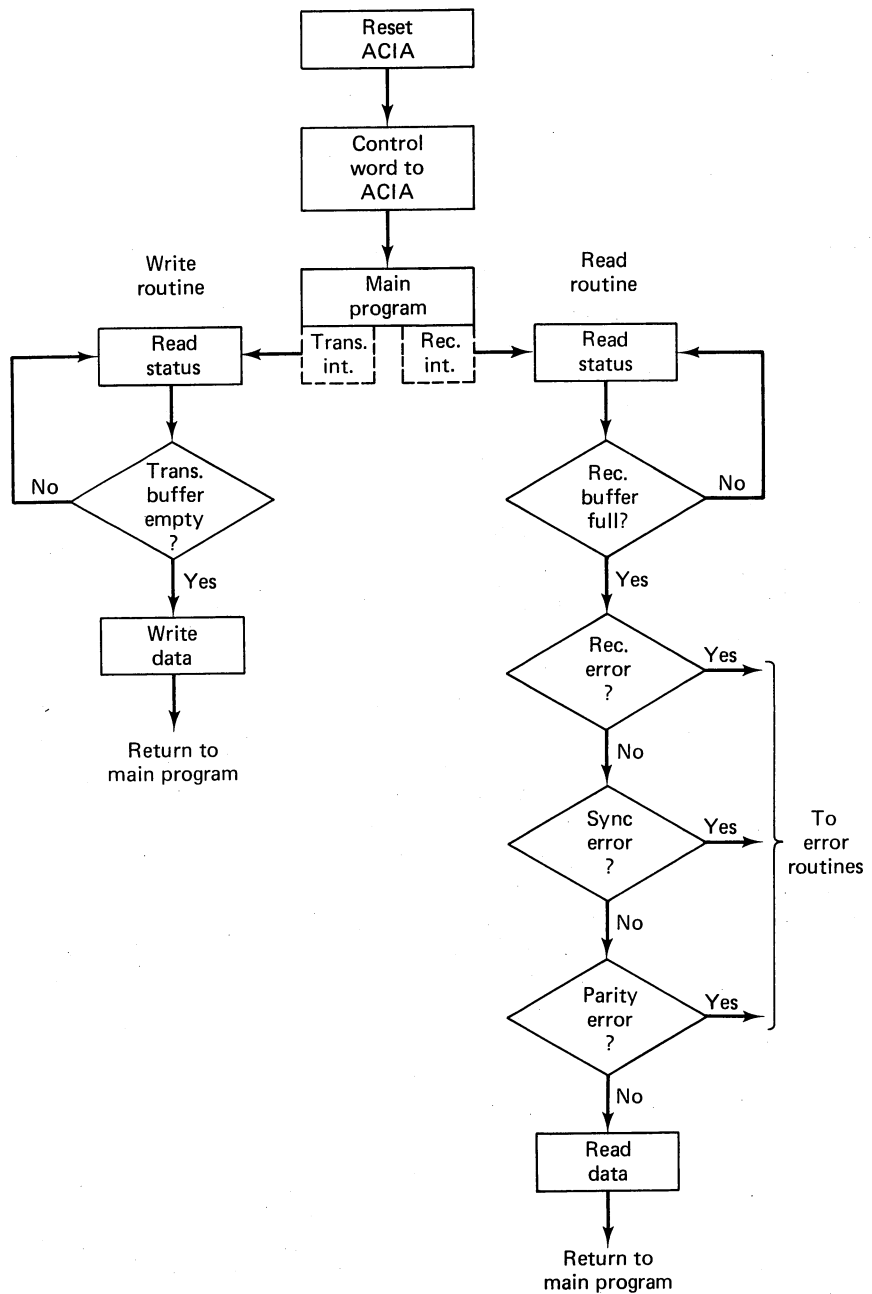 Reset
ACIA
Control
word to
ACIA
Main
program
Trans.
int.
Rec.
int.
Write
routine
Read
status
Trans.
buffer
empty
?
No
Yes
Write
data
Return to
main program
Read
routine
Read
status
Rec.
buffer
full?
No
Yes
Rec.
error
?
Yes
No
Sync
error
?
Yes
No
Parity
error
?
Yes
No
To
error
routines
Read
data
Return to
main program